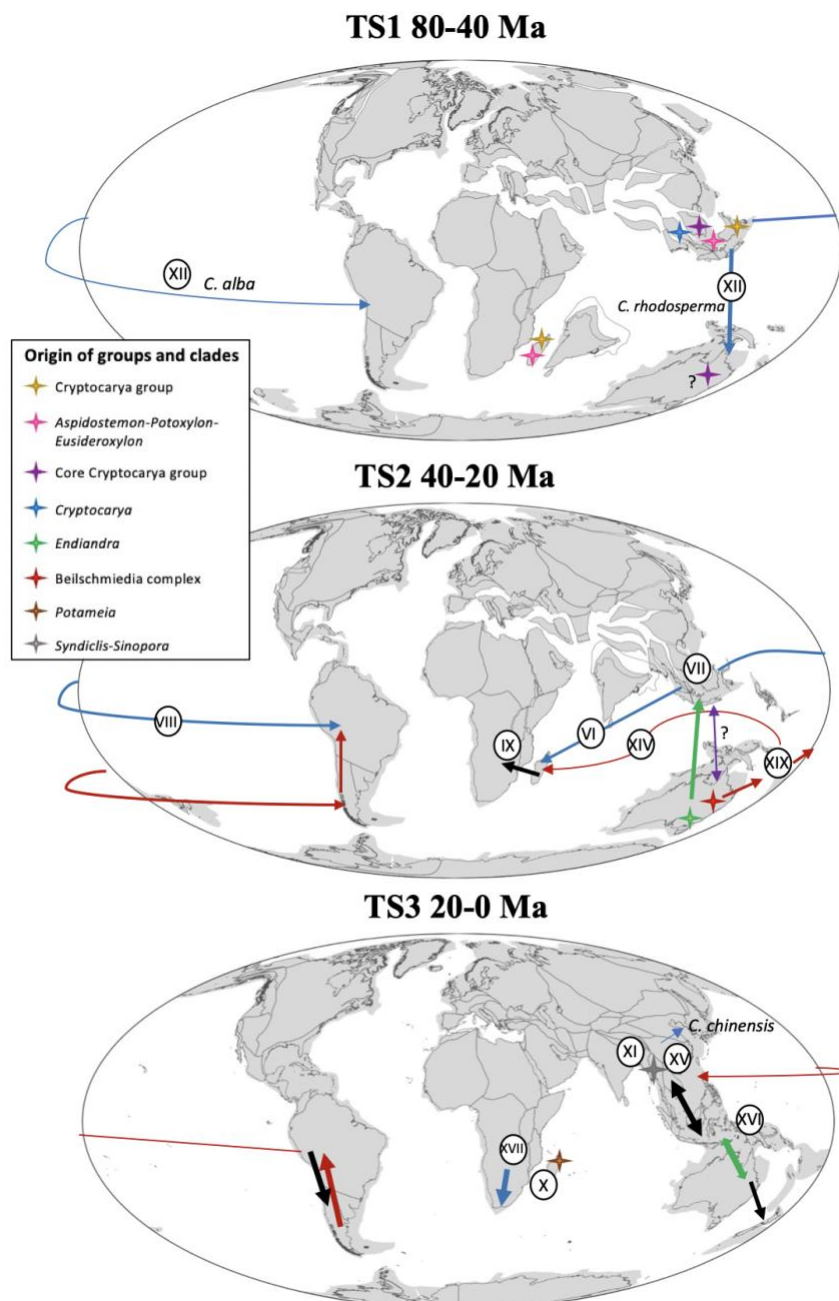 TS1 80-40 Ma
XII
C. alba
C. rhodosperma
XII
?
Origin of groups and clades
Cryptocarya group
Aspidostemon-Potoxylon-
Eusideroxylon
Core Cryptocarya group
Cryptocarya
Endiandra
Beilschmiedia complex
Potameia
Syndiclis-Sinopora
TS2 40-20 Ma
VII
VIII
VI
IX
XIV
?
XIX
TS3 20-0 Ma
C. chinensis
XI
XV
XVI
XVII
X